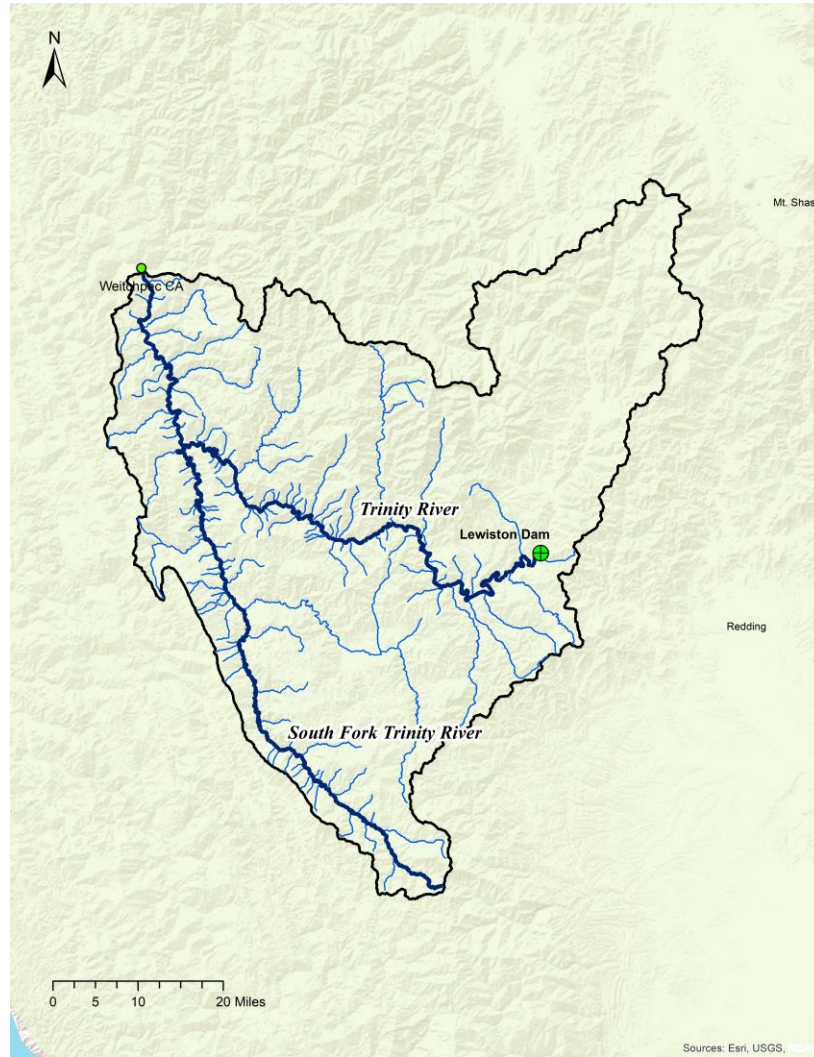 N
Mt. Shas
Weitchpec CA
Trinity River
Lewiston Dam
Redding
South Fork Trinity River
0 5 10 20 Miles
Sources: Esri, USGS, NOA